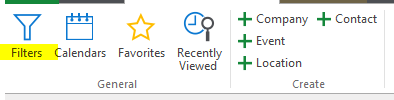 Filters Calendars Favorites Recently Viewed
General
Company Contact
Event
Location
Create